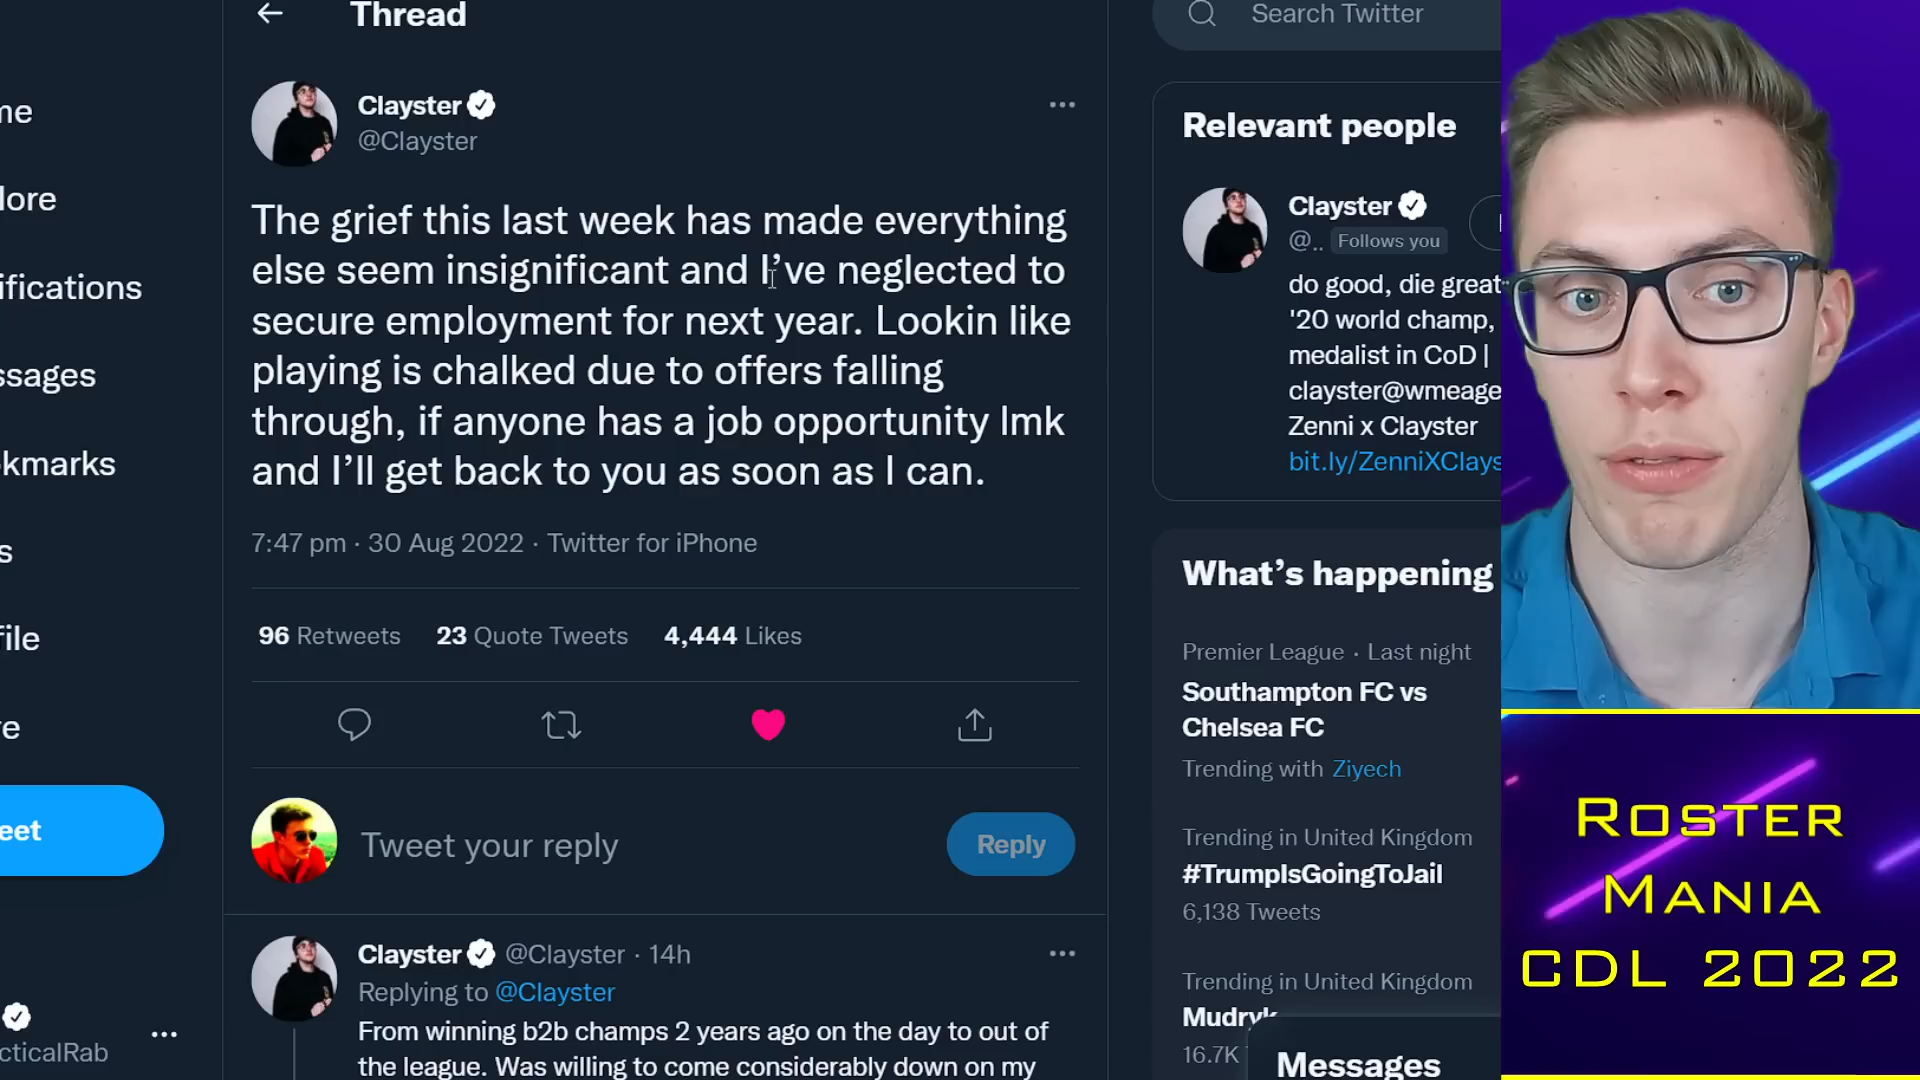 Thread
Search Twitter
me
lore
ifications
ssages
kmarks
s
file
re
eet
cticalRab
Clayster
@Clayster
The grief this last week has made everything
else seem insignificant and I’ve neglected to
secure employment for next year. Lookin like
playing is chalked due to offers falling
through, if anyone has a job opportunity lmk
and I’ll get back to you as soon as I can.
7:47 pm · 30 Aug 2022 · Twitter for iPhone
96 Retweets 23 Quote Tweets 4,444 Likes
Tweet your reply
Reply
Clayster @Clayster · 14h
Replying to @Clayster
From winning b2b champs 2 years ago on the day to out of
the league. Was willing to come considerably down on my
Relevant people
Clayster
@.. Follows you
do good, die great
'20 world champ,
medalist in CoD |
clayster@wmeage
Zenni x Clayster
bit.ly/ZenniXClays
What’s happening
Premier League · Last night
Southampton FC vs
Chelsea FC
Trending with Ziyech
Trending in United Kingdom
#TrumpIsGoingToJail
6,138 Tweets
Trending in United Kingdom
Mudryk
16.7K
Messages
Roster
Mania
CDL 2022